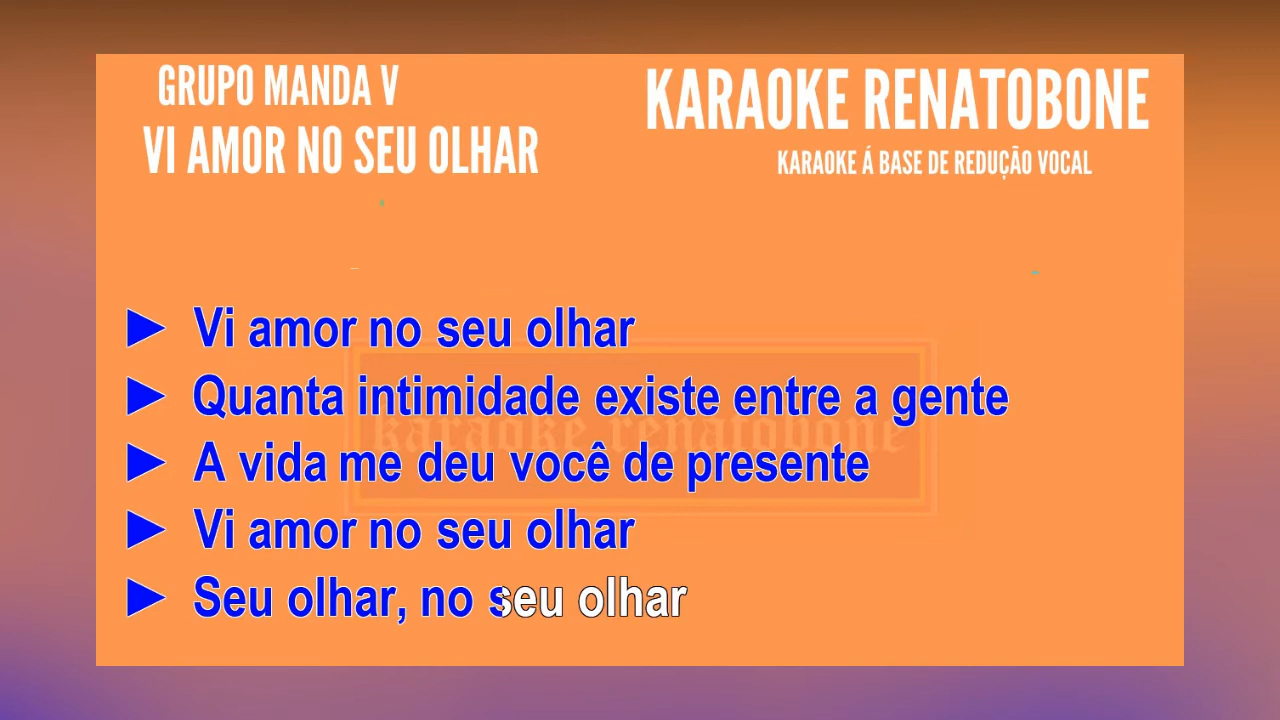 GRUPO MANDA V
VI AMOR NO SEU OLHAR
KARAOKE RENATOBONE
KARAOKE Á BASE DE REDUÇÃO VOCAL
► Vi amor no seu olhar
► Quanta intimidade existe entre a gente
karaoke renatobone
► A vida me deu você de presente
► Vi amor no seu olhar
► Seu olhar, no seu olhar